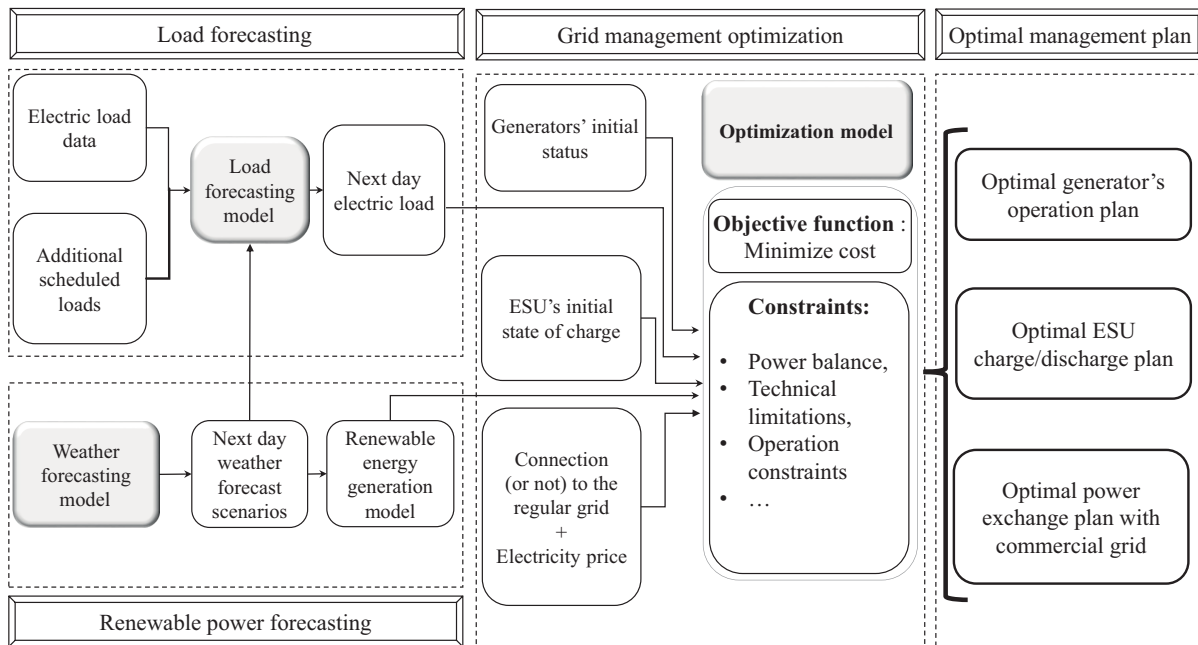 Load forecasting
Electric load
data
Additional
scheduled
loads
Load
forecasting
model
Next day
electric load
Weather
forecasting
model
Next day
weather
forecast
scenarios
Renewable
energy
generation
model
Renewable power forecasting
Grid management optimization
Generators’ initial
status
ESU’s initial
state of charge
Connection
(or not) to the
regular grid
+
Electricity price
Optimization model
Objective function :
Minimize cost
Constraints:
• Power balance,
• Technical
limitations,
• Operation
constraints
• …
Optimal management plan
Optimal generator’s
operation plan
Optimal ESU
charge/discharge plan
Optimal power
exchange plan with
commercial grid